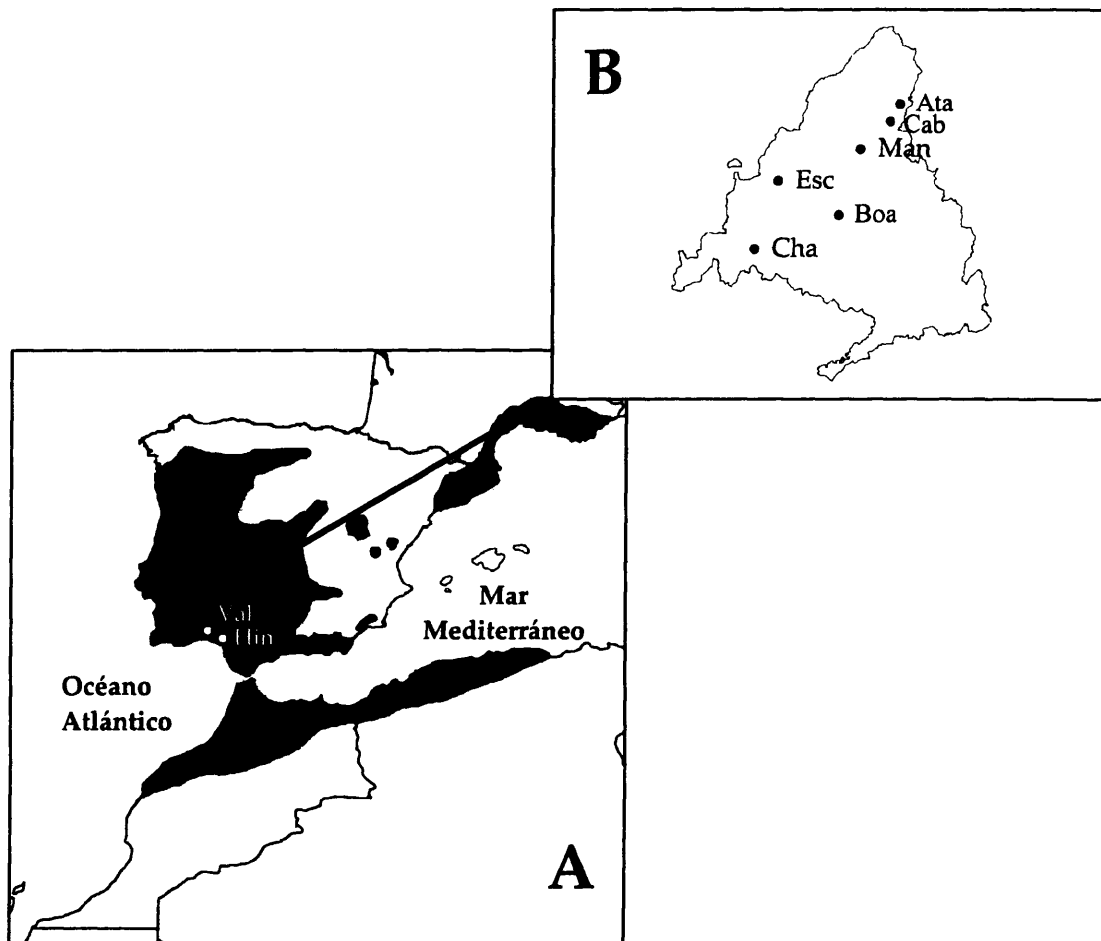 B
Ata
Cab
Man
Esc
Boa
Cha
Val
Hin
Mar
Mediterráneo
Océano
Atlántico
A